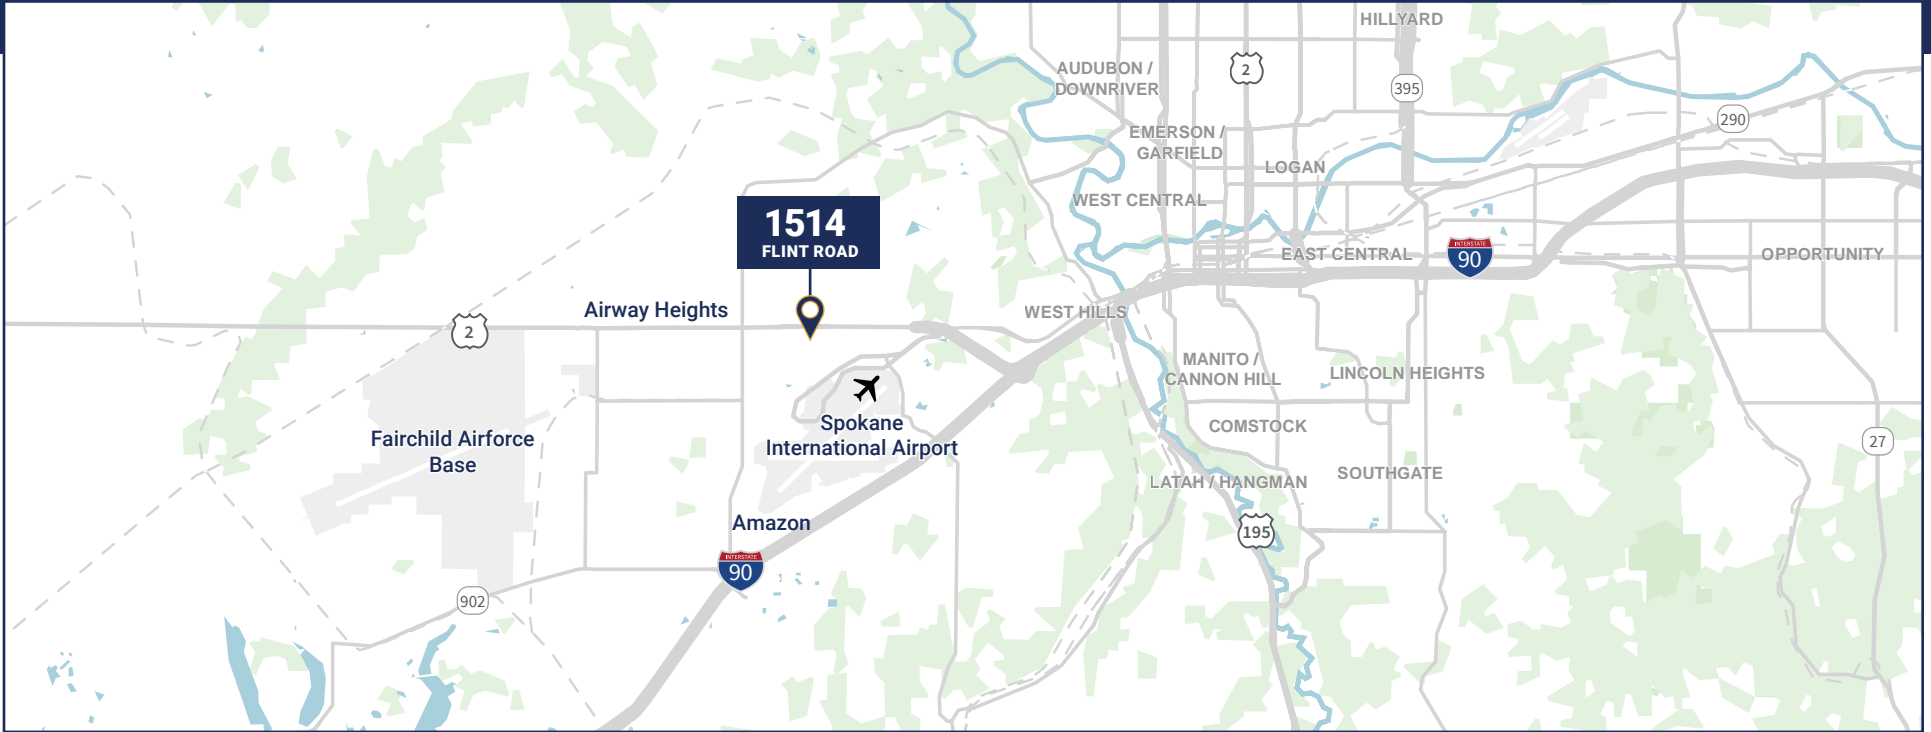 HILLYARD
AUDUBON /
DOWNRIVER
2
395
290
EMERSON /
GARFIELD
LOGAN
WEST CENTRAL
1514
FLINT ROAD
EAST CENTRAL
INTERSTATE
90
OPPORTUNITY
Airway Heights
WEST HILLS
2
MANITO /
CANNON HILL
LINCOLN HEIGHTS
Spokane
International Airport
COMSTOCK
Fairchild Airforce
Base
27
SOUTHGATE
LATAH / HANGMAN
Amazon
195
INTERSTATE
90
902